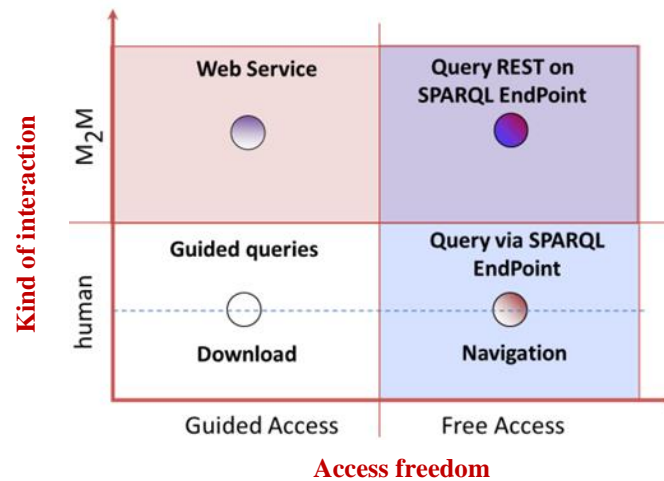 Web Service
Query REST on
SPARQL EndPoint
M2M
Kind of interaction
Guided queries
Query via SPARQL
EndPoint
human
Download
Navigation
Guided Access
Free Access
Access freedom